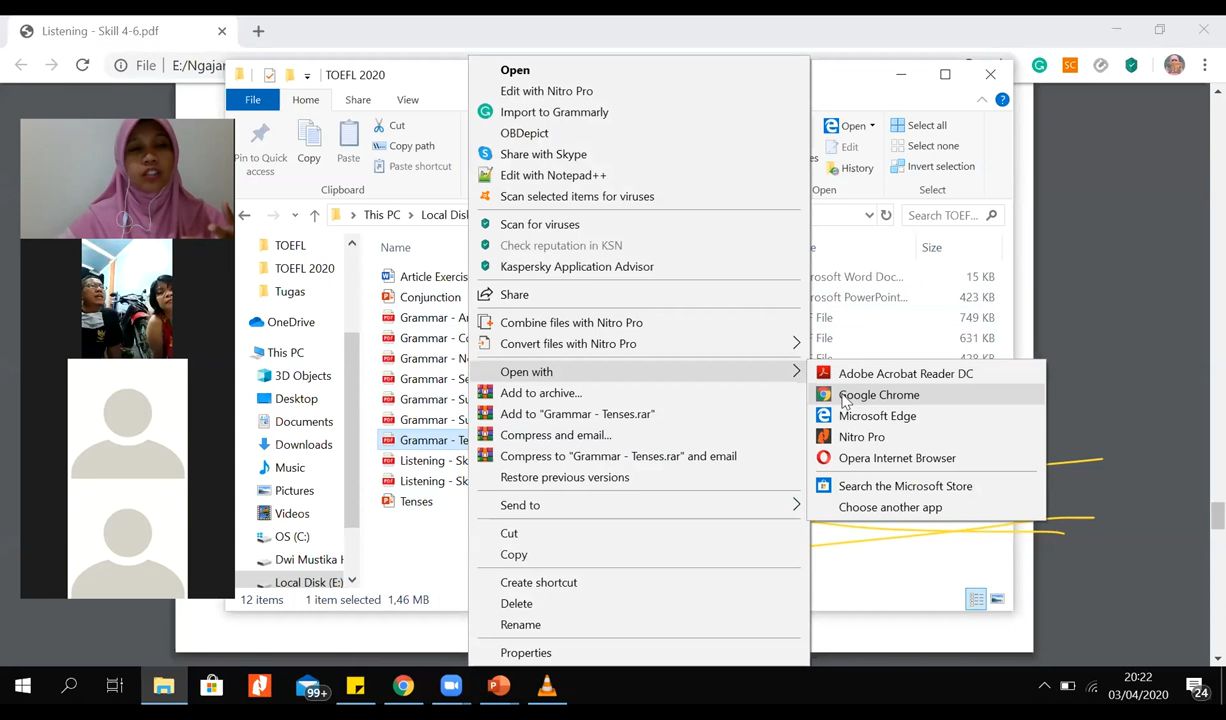 Listening - Skill 4-6.pdf
File
E:/Ngajar
SC
TOEFL 2020
File
Home
Share
View
Pin to Quick
access
Copy
Paste
Cut
Copy path
Paste shortcut
Clipboard
Open
Edit
History
Open
Select all
Select none
Invert selection
Select
This PC
Local Disk
Search TOEF...
TOEFL
TOEFL 2020
Tugas
OneDrive
This PC
3D Objects
Desktop
Documents
Downloads
Music
Pictures
Videos
OS (C:)
Dwi Mustika
Local Disk (E:)
Name
Size
Article Exercis
Conjunction
Grammar - Ar
Grammar - Co
Grammar - No
Grammar - Se
Grammar - Su
Grammar - Su
Grammar - Te
Listening - Sk
Listening - Sk
Tenses
rosoft Word Doc...
15 KB
rosoft PowerPoint...
423 KB
F File
749 KB
F File
631 KB
F File
428 KB
12 items
1 item selected
1,46 MB
Open
Edit with Nitro Pro
Import to Grammarly
OBDepict
Share with Skype
Edit with Notepad++
Scan selected items for viruses
Scan for viruses
Check reputation in KSN
Kaspersky Application Advisor
Share
Combine files with Nitro Pro
Convert files with Nitro Pro
Open with
Add to archive...
Add to "Grammar - Tenses.rar"
Compress and email...
Compress to "Grammar - Tenses.rar" and email
Restore previous versions
Send to
Cut
Copy
Create shortcut
Delete
Rename
Properties
Adobe Acrobat Reader DC
Google Chrome
Microsoft Edge
Nitro Pro
Opera Internet Browser
Search the Microsoft Store
Choose another app
99+
20:22
03/04/2020
24